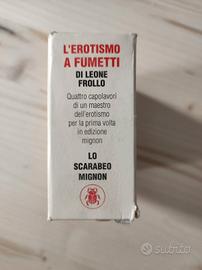 L'EROTISMO
A FUMETTI
DI LEONE
FROLLO
Quattro capolavori
di un maestro
dell'erotismo
per la prima volta
in edizione
mignon
LO
SCARABEO
MIGNON
subito